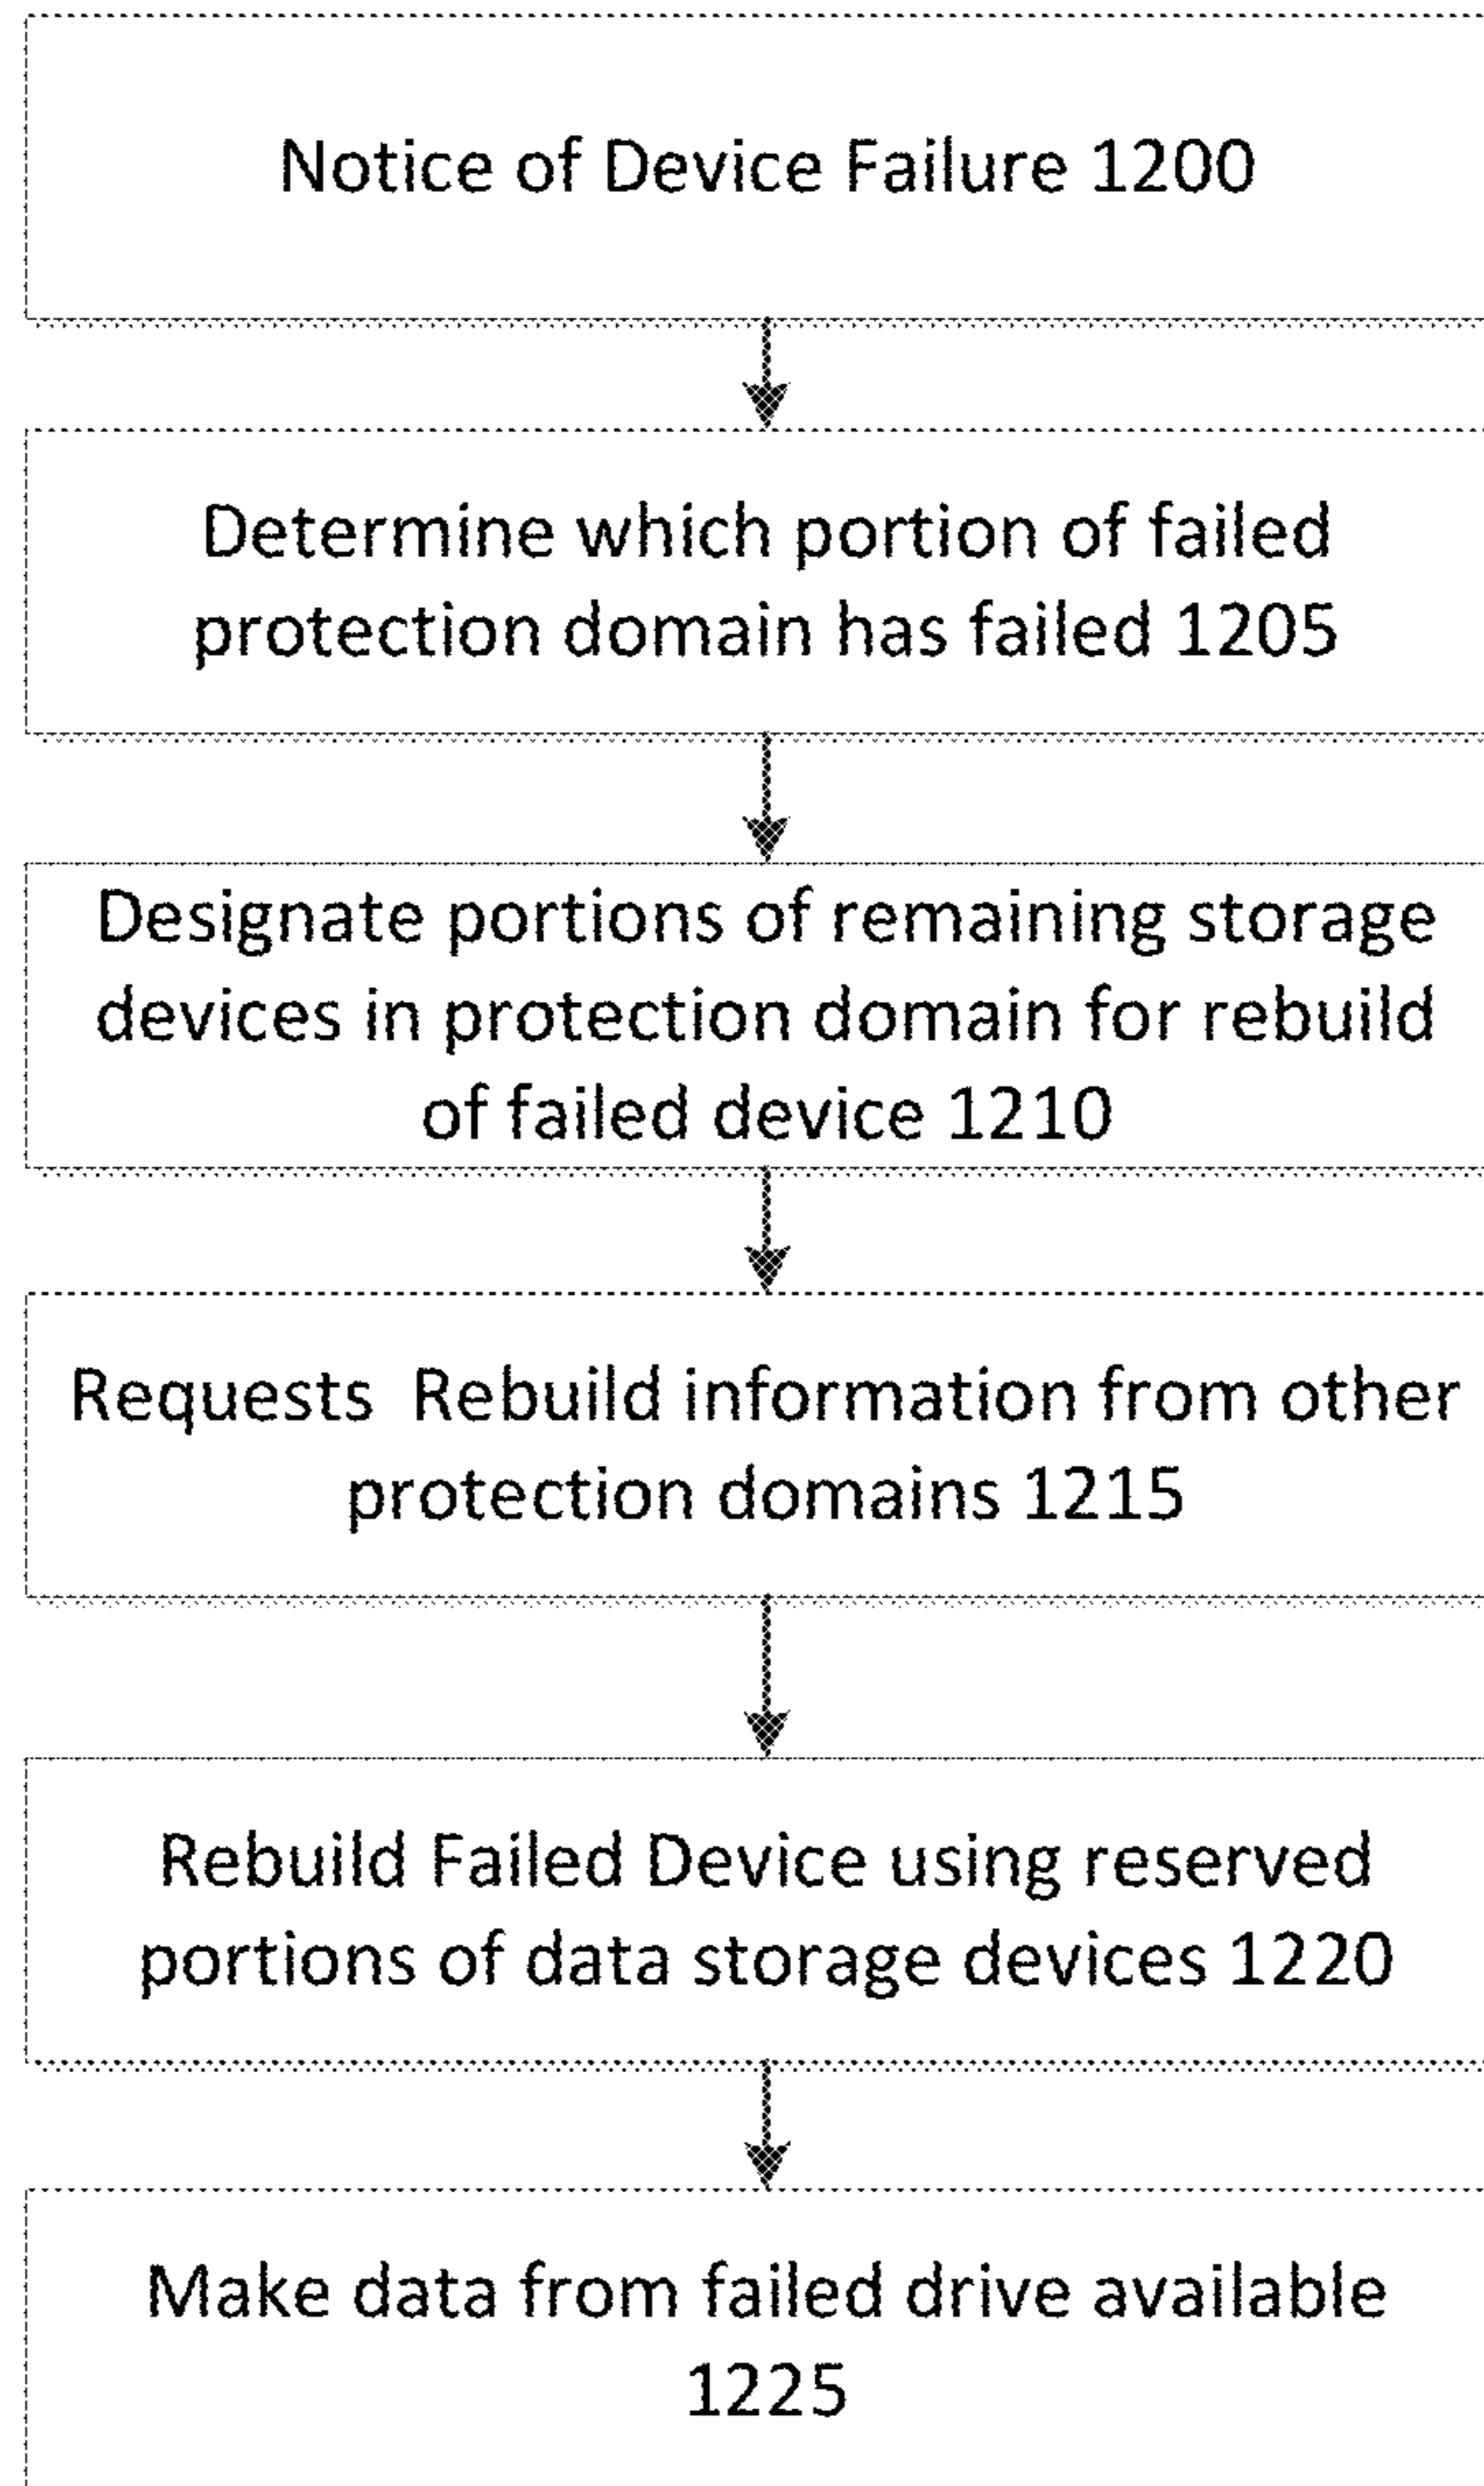 Notice of Device Failure 1200
Determine which portion of failed
protection domain has failed 1205
Designate portions of remaining storage
devices in protection domain for rebuild
of failed device 1210
Requests  Rebuild information from other
protection domains 1215
Rebuild Failed Device using reserved
portions of data storage devices 1220
Make data from failed drive available
1225